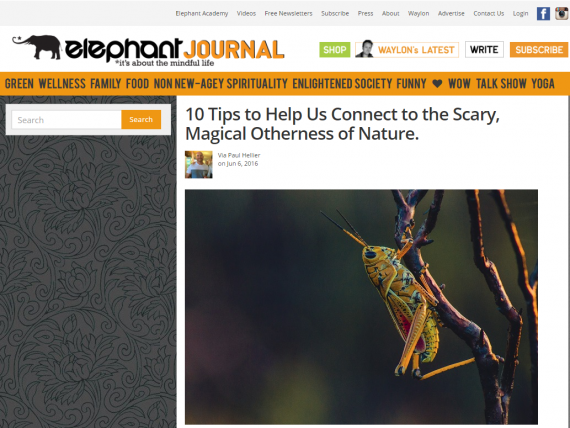 Elephant Academy Videos Free Newsletters Subscribe Press About Waylon Advertise Contact Us Login
elephant JOURNAL
*it's about the mindful life
SHOP WAYLON'S LATEST WRITE SUBSCRIBE
GREEN WELLNESS FAMILY FOOD NON NEW-AGEY SPIRITUALITY ENLIGHTENED SOCIETY FUNNY ❤ WOW TALK SHOW YOGA
Search Search
10 Tips to Help Us Connect to the Scary,
Magical Otherness of Nature.
Via Paul Hellier
on Jun 6, 2016